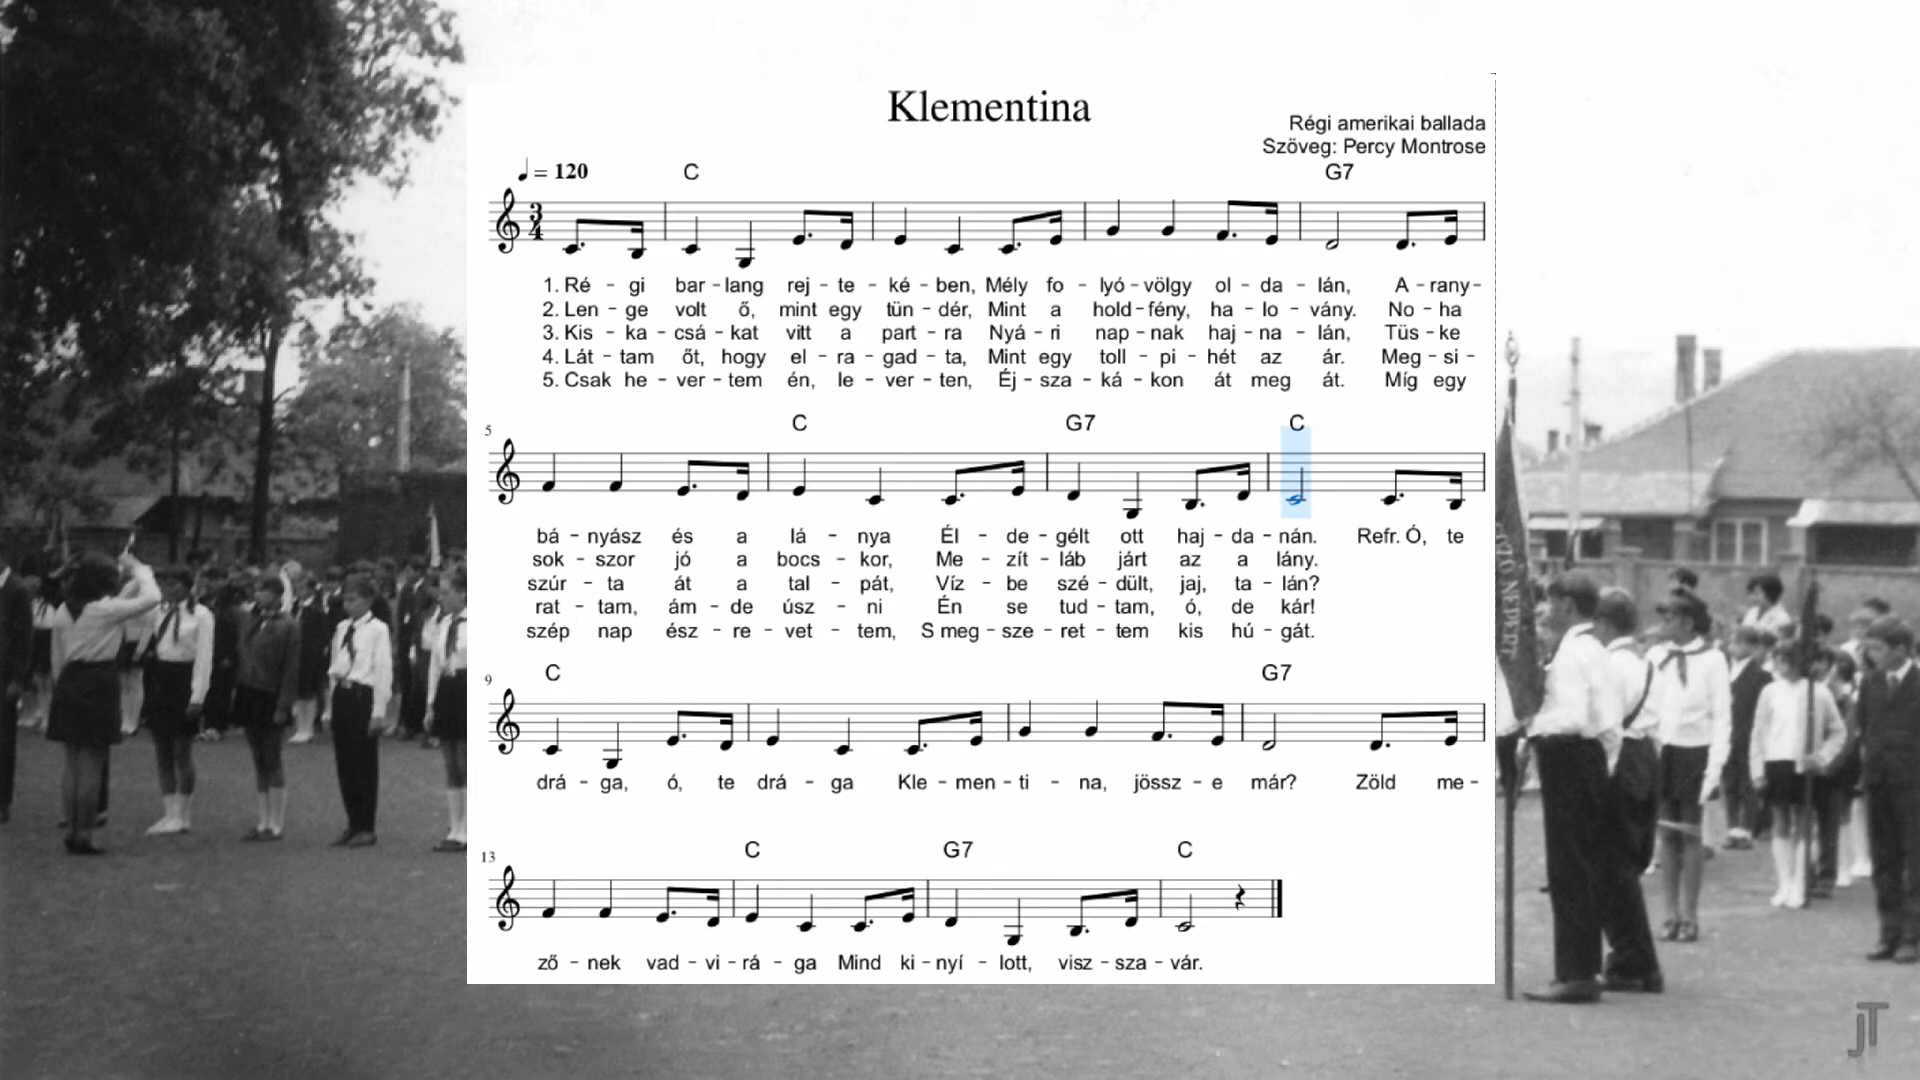 Klementina
Régi amerikai ballada
Szöveg: Percy Montrose
= 120 C G7
3
4
1. Ré - gi bar - lang rej - te - ké - ben, Mély fo - lyó - völgy ol - da - lán, A - rany -
2. Len - ge volt ő, mint egy tün - dér, Mint a hold - fény, ha - lo - vány. No - ha
3. Kis - ka - csá - kat vitt a part - ra Nyá - ri nap - nak haj - na - lán, Tüs - ke
4. Lát - tam őt, hogy el - ra - gad - ta, Mint egy toll - pi - hét az ár. Meg - si -
5. Csak he - ver - tem én, le - ver - ten, Éj - sza - ká - kon át meg át. Míg egy
5 C G7 C
bá - nyász és a lá - nya Él - de - gélt ott haj - da - nán. Refr. Ó, te
sok - szor jó a bocs - kor, Me - zít - láb járt az a lány.
szúr - ta át a tal - pát, Víz - be szé - dült, jaj, ta - lán?
rat - tam, ám - de úsz - ni Én se tud - tam, ó, de kár!
szép nap ész - re - vet - tem, S meg - sze - ret - tem kis hú - gát.
9 C G7
drá - ga, ó, te drá - ga Kle - men - ti - na, jössz - e már? Zöld me -
13 C G7 C
ző - nek vad - vi - rá - ga Mind ki - nyí - lott, visz - sza - vár.
jT